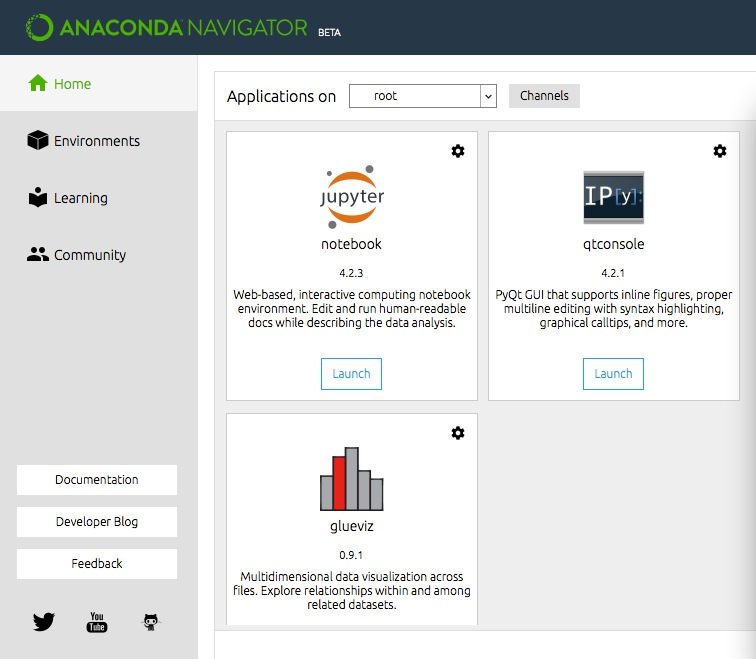 ANACONDA NAVIGATOR BETA
Home
Environments
Learning
Community
Documentation
Developer Blog
Feedback
You
Tube
Applications on root Channels
jupyter
notebook
4.2.3
Web-based, interactive computing notebook
environment. Edit and run human-readable
docs while describing the data analysis.
Launch
IP[y]:
qtconsole
4.2.1
PyQt GUI that supports inline figures, proper
multiline editing with syntax highlighting,
graphical calltips, and more.
Launch
glueviz
0.9.1
Multidimensional data visualization across
files. Explore relationships within and among
related datasets.